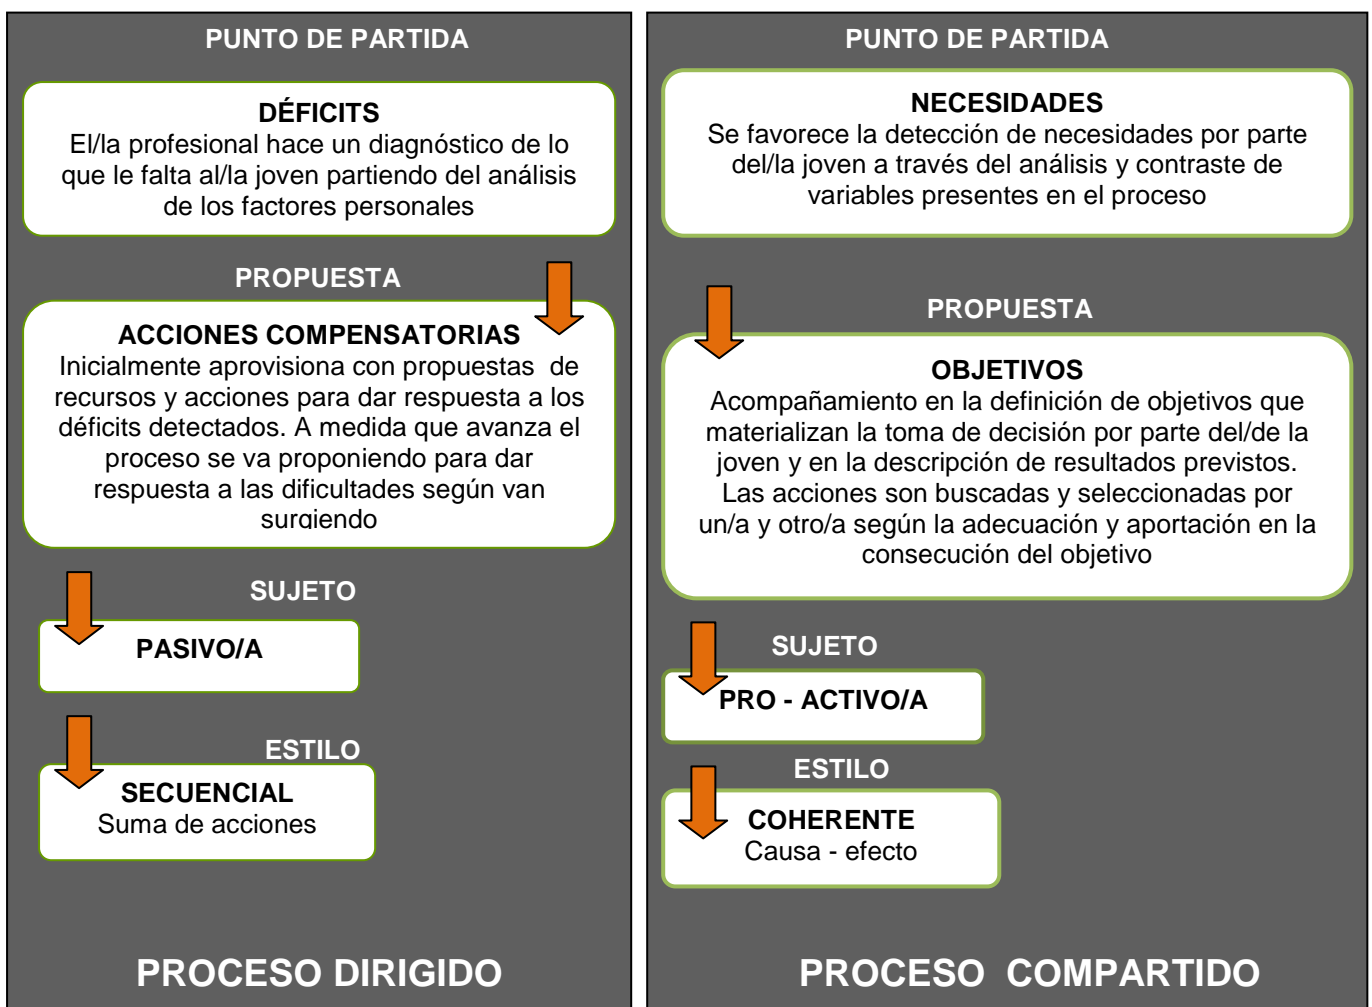 PUNTO DE PARTIDA
DÉFICITS
El/la profesional hace un diagnóstico de lo
que le falta al/la joven partiendo del análisis
de los factores personales
PROPUESTA
ACCIONES COMPENSATORIAS
Inicialmente aprovisiona con propuestas  de
recursos y acciones para dar respuesta a los
déficits detectados. A medida que avanza el
proceso se va proponiendo para dar
respuesta a las dificultades según van
surgiendo
SUJETO
PASIVO/A
ESTILO
SECUENCIAL
Suma de acciones
PROCESO DIRIGIDO
PUNTO DE PARTIDA
NECESIDADES
Se favorece la detección de necesidades por parte
del/la joven a través del análisis y contraste de
variables presentes en el proceso
PROPUESTA
OBJETIVOS
Acompañamiento en la definición de objetivos que
materializan la toma de decisión por parte del/de la
joven y en la descripción de resultados previstos.
Las acciones son buscadas y seleccionadas por
un/a y otro/a según la adecuación y aportación en la
consecución del objetivo
SUJETO
PRO - ACTIVO/A
ESTILO
COHERENTE
Causa - efecto
PROCESO  COMPARTIDO